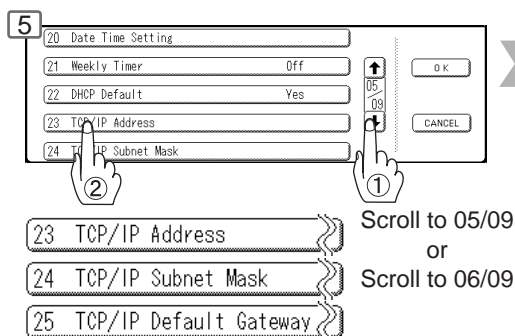 5
20 Date Time Setting
21 Weekly Timer Off
22 DHCP Default Yes
23 TCP/IP Address
24 TCP/IP Subnet Mask
05
09
OK
CANCEL
②
①
23 TCP/IP Address
24 TCP/IP Subnet Mask
25 TCP/IP Default Gateway
Scroll to 05/09
or
Scroll to 06/09